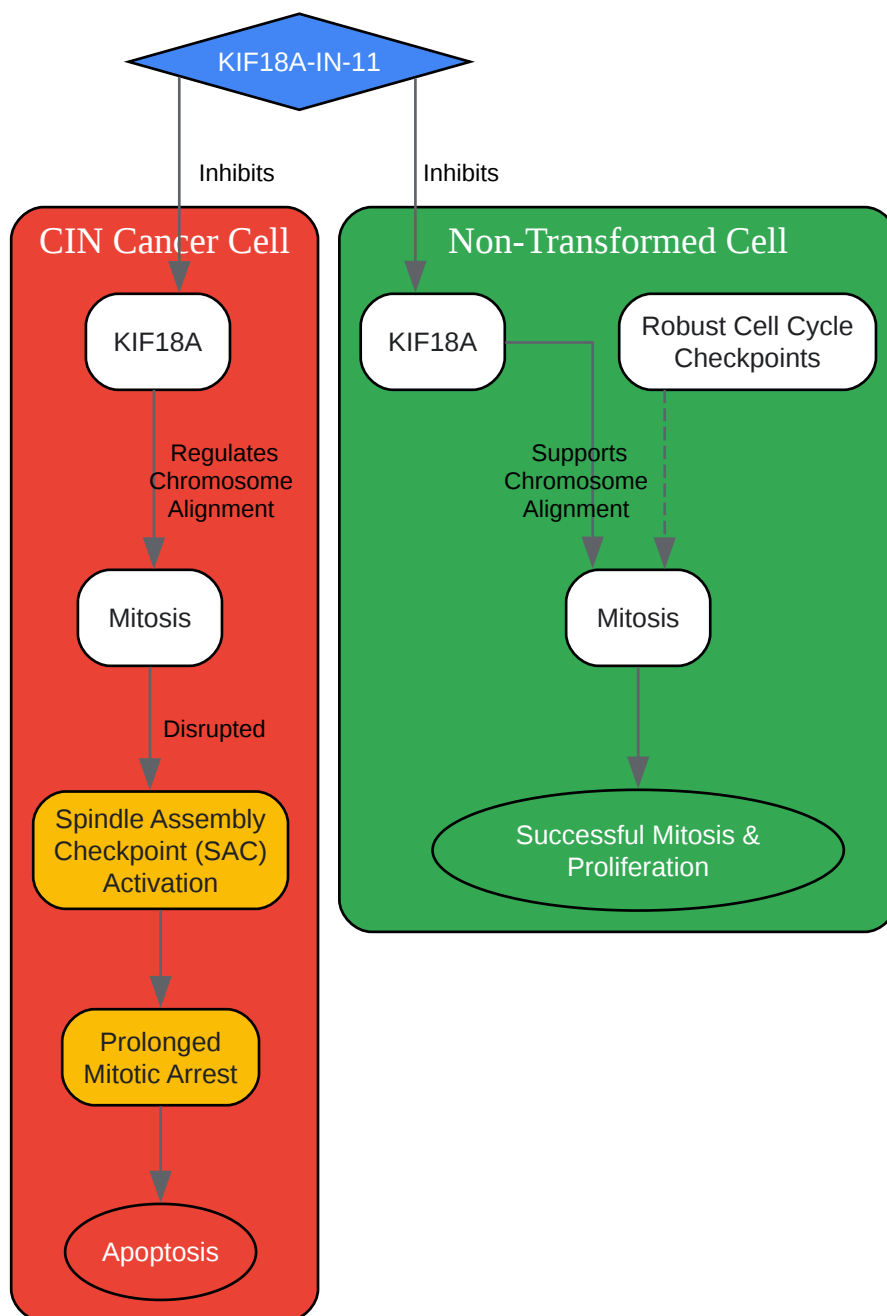 KIF18A-IN-11
Inhibits
Inhibits
CIN Cancer Cell
KIF18A
Regulates
Chromosome
Alignment
Mitosis
Disrupted
Spindle Assembly
Checkpoint (SAC)
Activation
Prolonged
Mitotic Arrest
Apoptosis
Non-Transformed Cell
KIF18A
Robust Cell Cycle
Checkpoints
Supports
Chromosome
Alignment
Mitosis
Successful Mitosis &
Proliferation